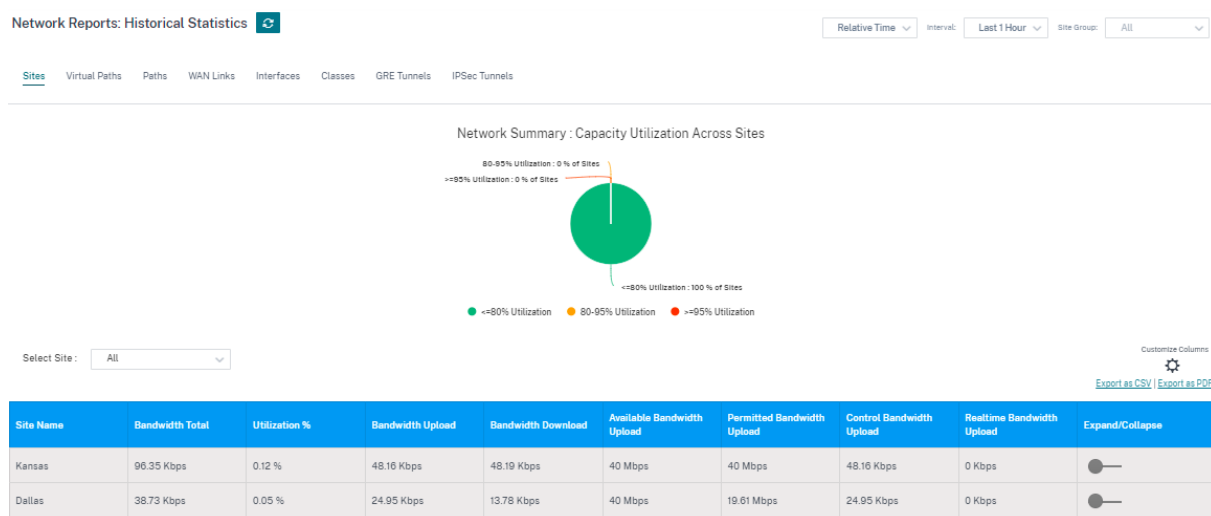 Network Reports: Historical Statistics
Relative Time
Interval:
Last 1 Hour
Site Group:
All
Sites Virtual Paths Paths WAN Links Interfaces Classes GRE Tunnels IPSec Tunnels
Network Summary : Capacity Utilization Across Sites
80-95% Utilization : 0 % of Sites
>=95% Utilization : 0 % of Sites
<=80% Utilization : 100 % of Sites
<=80% Utilization 80-95% Utilization >=95% Utilization
Select Site : All
Customize Columns
Export as CSV | Export as PDF
Site Name Bandwidth Total Utilization % Bandwidth Upload Bandwidth Download Available Bandwidth Upload Permitted Bandwidth Upload Control Bandwidth Upload Realtime Bandwidth Upload Expand/Collapse
Kansas 96.35 Kbps 0.12 % 48.16 Kbps 48.19 Kbps 40 Mbps 40 Mbps 48.16 Kbps 0 Kbps
Dallas 38.73 Kbps 0.05 % 24.95 Kbps 13.78 Kbps 40 Mbps 19.61 Mbps 24.95 Kbps 0 Kbps